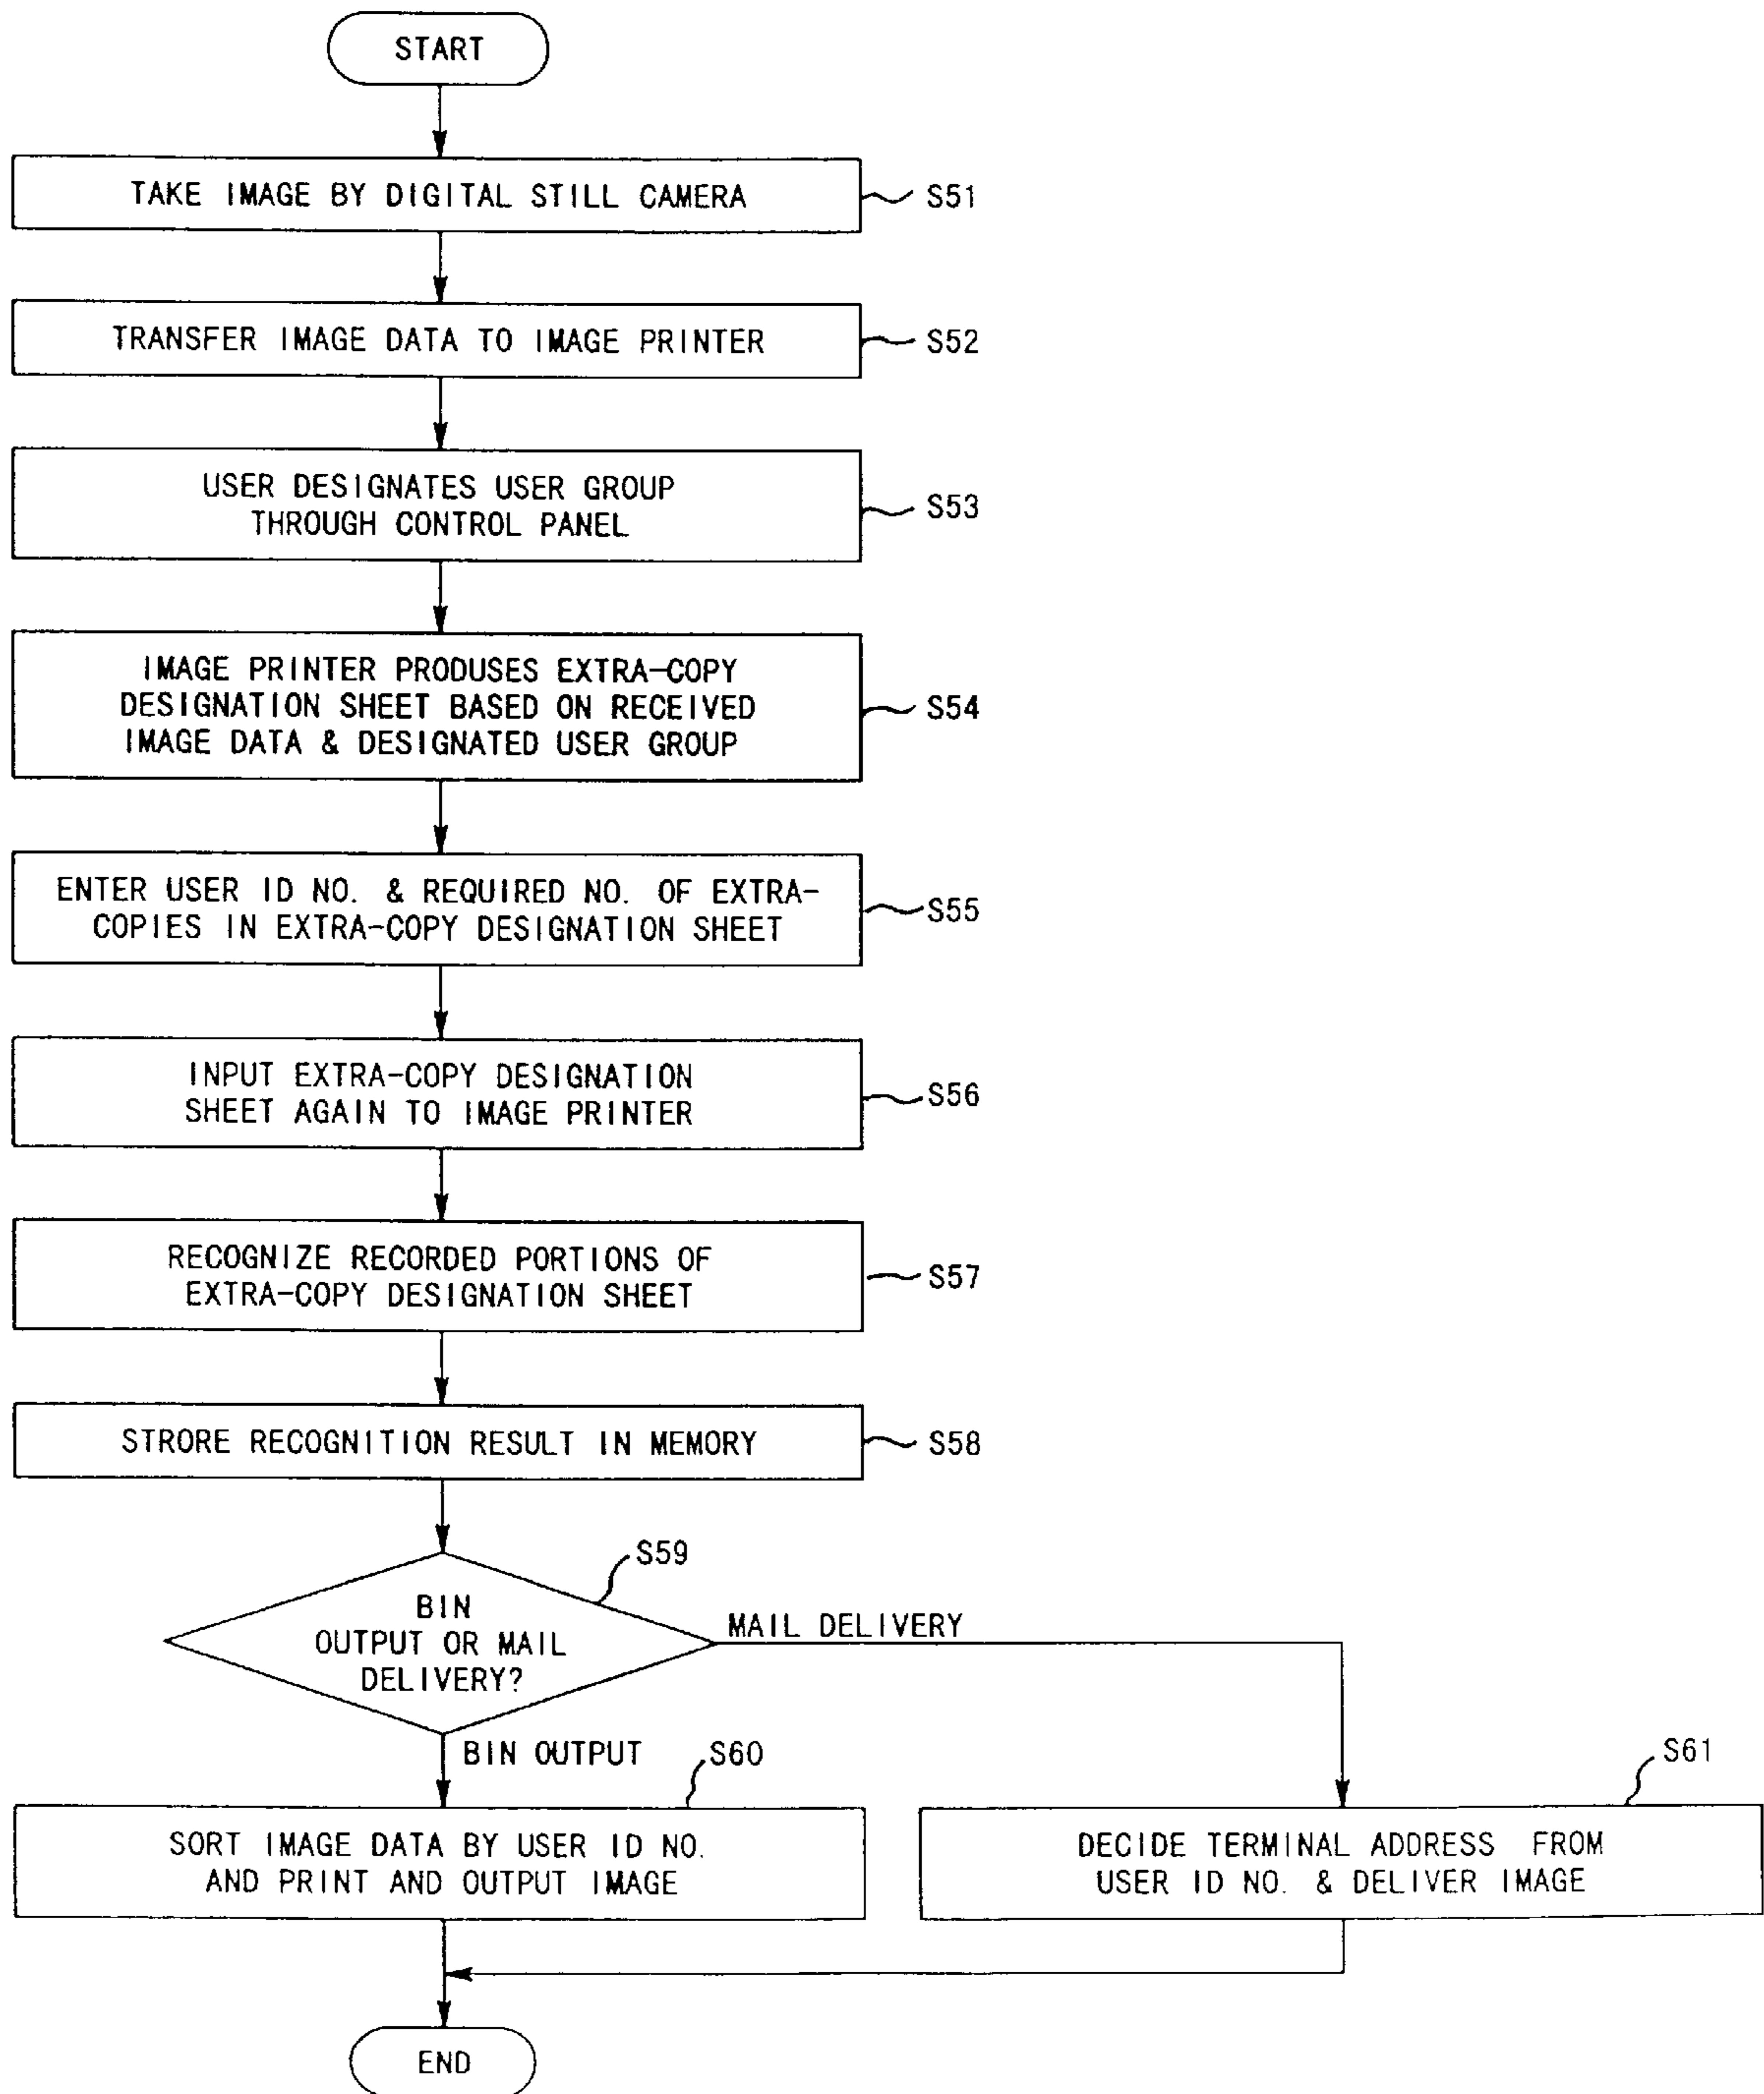 START
TAKE IMAGE BY DIGITAL STILL CAMERA
S51
TRANSFER IMAGE DATA TO IMAGE PRINTER
S52
USER DESIGNATES USER GROUP
THROUGH CONTROL PANEL
S53
IMAGE PRINTER PRODUSES EXTRA-COPY
DESIGNATION SHEET BASED ON RECEIVED
IMAGE DATA & DESIGNATED USER GROUP
S54
ENTER USER ID NO. & REQUIRED NO. OF EXTRA-
COPIES IN EXTRA-COPY DESIGNATION SHEET
S55
INPUT EXTRA-COPY DESIGNATION
SHEET AGAIN TO IMAGE PRINTER
S56
RECOGNIZE RECORDED PORTIONS OF
EXTRA-COPY DESIGNATION SHEET
S57
STRORE RECOGNITION RESULT IN MEMORY
S58
S59
BIN
OUTPUT OR MAIL
DELIVERY?
MAIL DELIVERY
BIN OUTPUT
S60
SORT IMAGE DATA BY USER ID NO.
AND PRINT AND OUTPUT IMAGE
S61
DECIDE TERMINAL ADDRESS FROM
USER ID NO. & DELIVER IMAGE
END